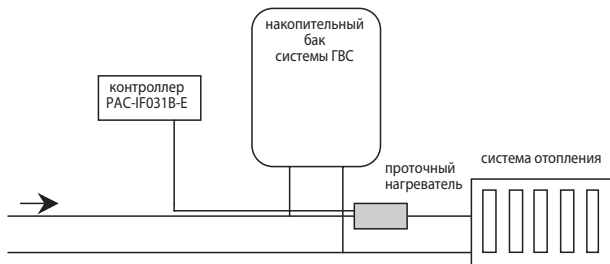 накопительный
бак
системы ГВС
контроллер
PAC-IF031B-E
проточный
нагреватель
система отопления